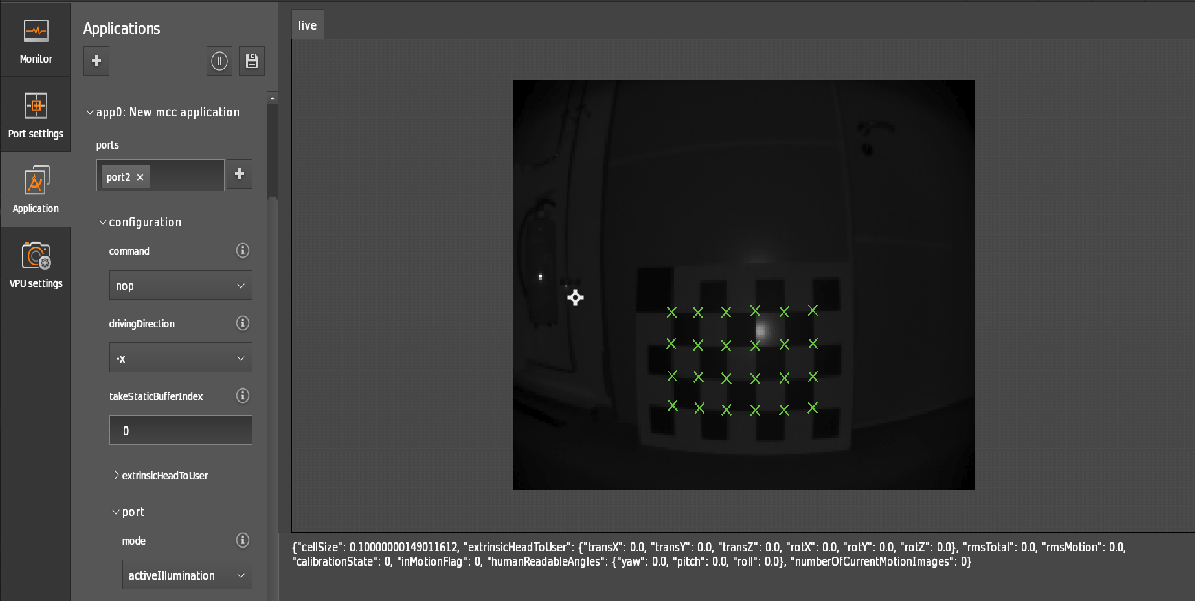 Monitor
Port settings
Application
VPU settings
Applications
app0: New mcc application
ports
port2 ×
configuration
command
nop
drivingDirection
-x
takeStaticBufferIndex
0
extrinsicHeadToUser
port
mode
activeIllumination
live
{"cellSize": 0.10000000149011612, "extrinsicHeadToUser": {"transX": 0.0, "transY": 0.0, "transZ": 0.0, "rotX": 0.0, "rotY": 0.0, "rotZ": 0.0}, "rmsTotal": 0.0, "rmsMotion": 0.0,
"calibrationState": 0, "inMotionFlag": 0, "humanReadableAngles": {"yaw": 0.0, "pitch": 0.0, "roll": 0.0}, "numberOfCurrentMotionImages": 0}